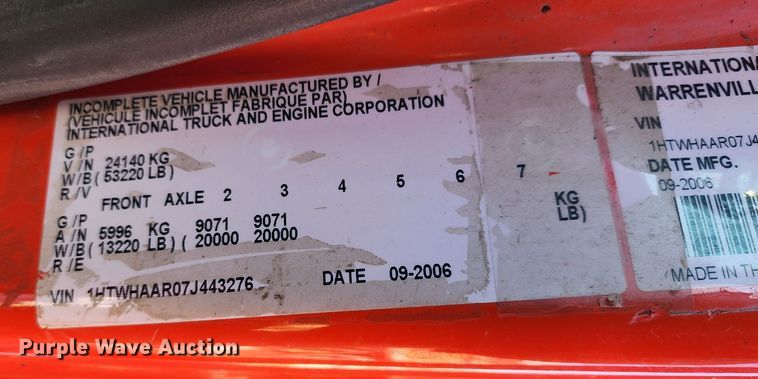 INCOMPLETE VEHICLE MANUFACTURED BY /
(VEHICULE INCOMPLET FABRIQUE PAR)
INTERNATIONAL TRUCK AND ENGINE CORPORATION
G / P
V / N 24140 KG
W/B ( 53220 LB )
R / V
FRONT AXLE 2 3 4 5 6 7
G / P
A / N 5996 KG 9071 9071 KG
W/B ( 13220 LB ) ( 20000 20000 LB)
R / E
VIN 1HTWHAAR07J443276 DATE 09-2006
INTERNATIONA
WARRENVILL
VIN
1HTWHAAR07J4
DATE MFG.
09-2006
MADE IN TH
Purple Wave Auction